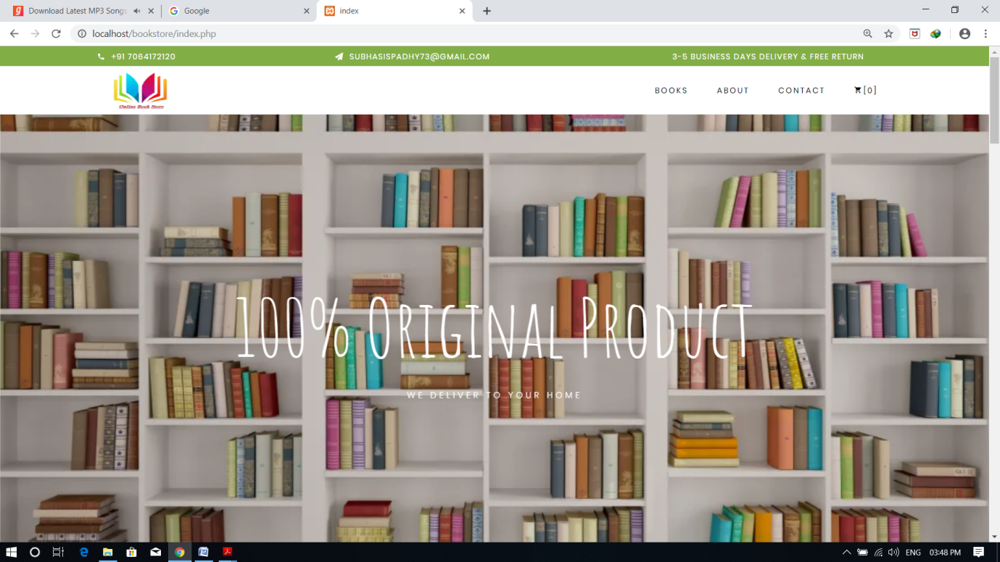 Download Latest MP3 Songs
Google
index
localhost/bookstore/index.php
+91 7064172120
SUBHASISPADHY73@GMAIL.COM
3-5 BUSINESS DAYS DELIVERY & FREE RETURN
Online Book Store
BOOKS
ABOUT
CONTACT
[0]
100% Original Product
WE DELIVER TO YOUR HOME
ENG
03:48 PM